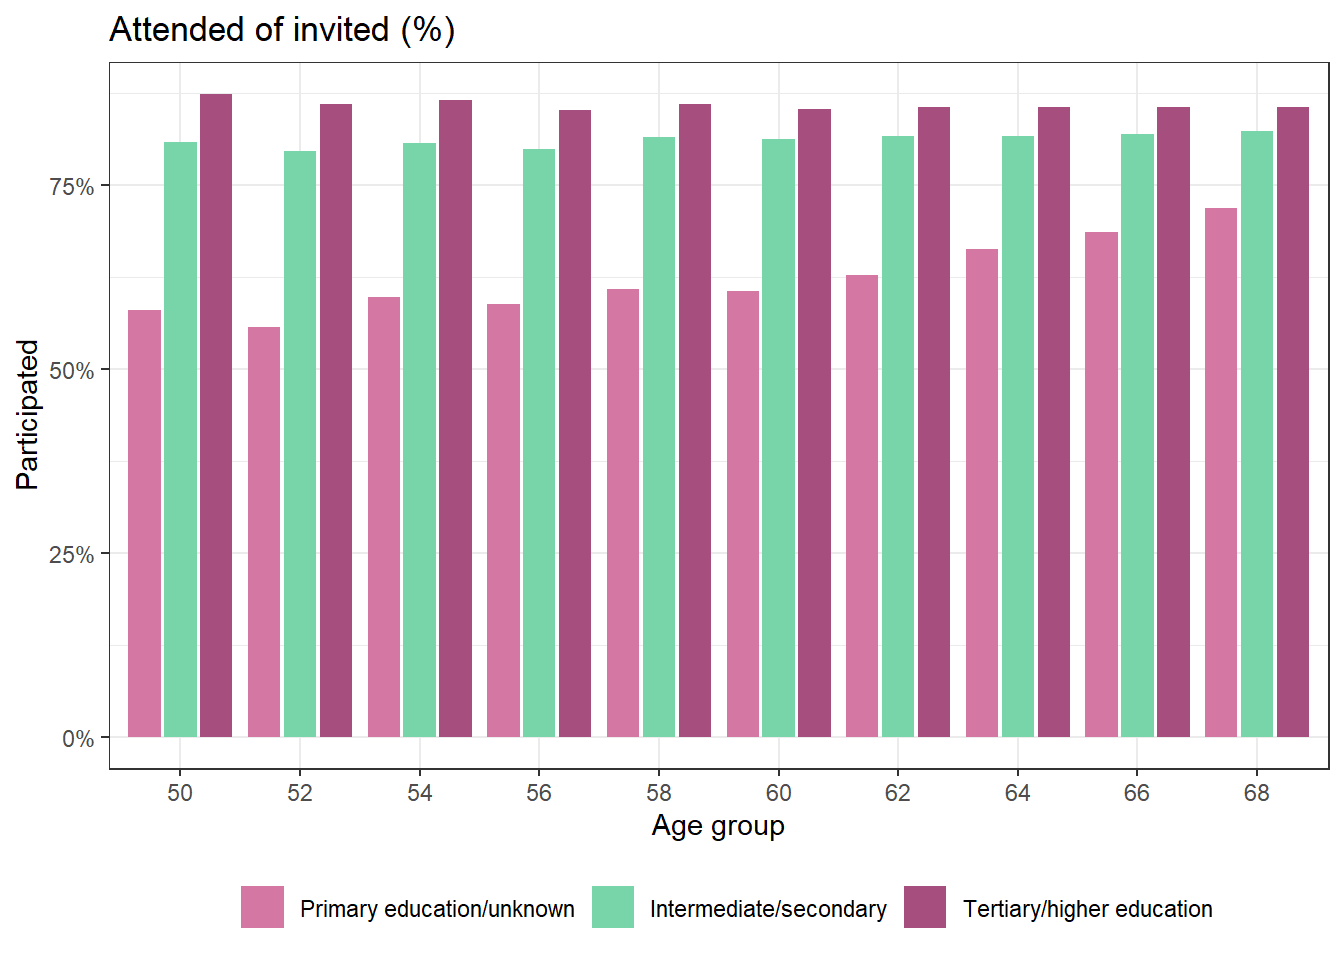 Attended of invited (%)
Participated
75%
50%
25%
0%
50 52 54 56 58 60 62 64 66 68
Age group
Primary education/unknown Intermediate/secondary Tertiary/higher education